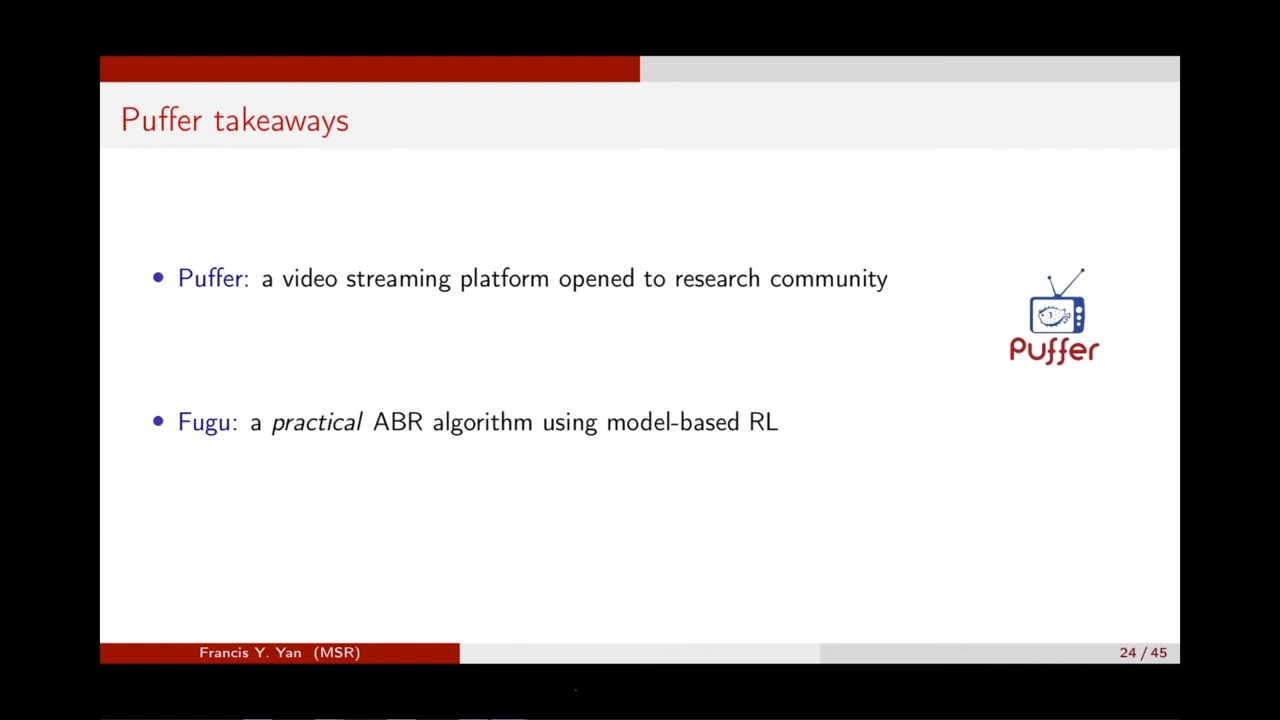 Puffer takeaways
• Puffer: a video streaming platform opened to research community
Puffer
• Fugu: a practical ABR algorithm using model-based RL
Francis Y. Yan (MSR)
24 / 45